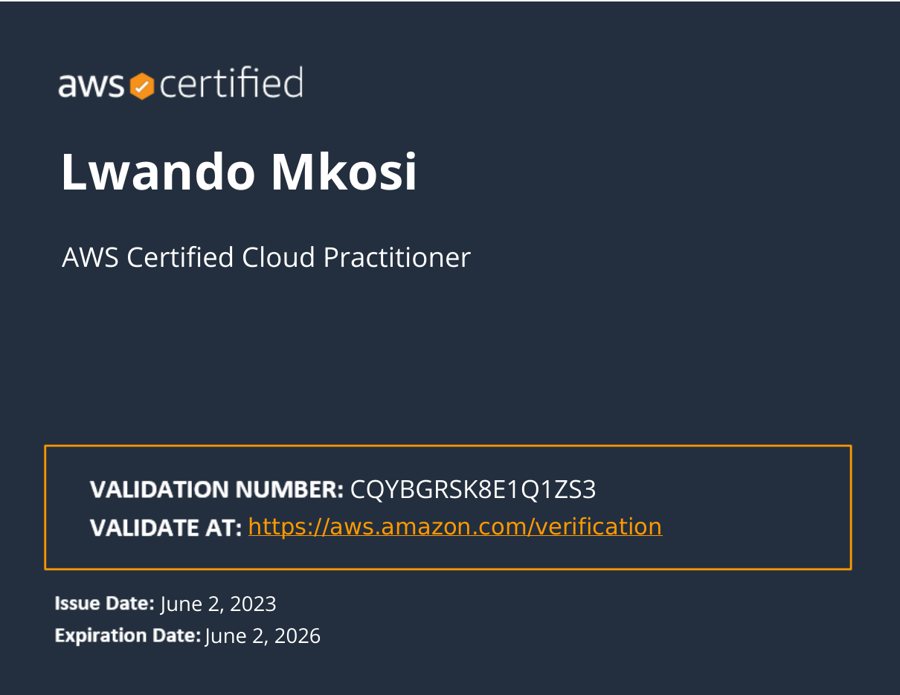 aws certified
Lwando Mkosi
AWS Certified Cloud Practitioner
VALIDATION NUMBER: CQYBGRSK8E1Q1ZS3
VALIDATE AT: https://aws.amazon.com/verification
Issue Date: June 2, 2023
Expiration Date: June 2, 2026